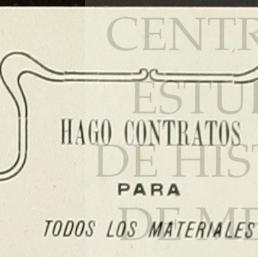 HAGO CONTRATOS
PARA
TODOS LOS MATERIALES